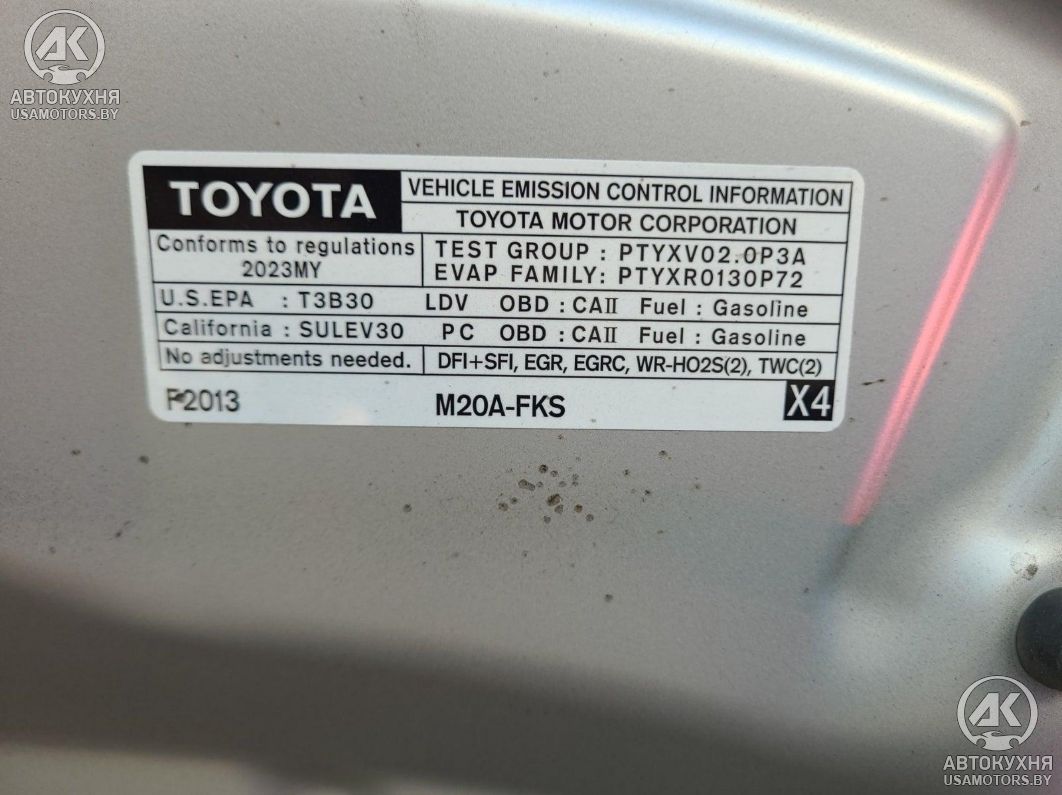 AK
АВТОКУХНЯ
USAMOTORS.BY
TOYOTA
VEHICLE EMISSION CONTROL INFORMATION
TOYOTA MOTOR CORPORATION
Conforms to regulations
2023MY
TEST GROUP : PTYXV02.0P3A
EVAP FAMILY: PTYXR0130P72
U.S.EPA : T3B30 LDV OBD : CAII Fuel : Gasoline
California : SULEV30 PC OBD : CAII Fuel : Gasoline
No adjustments needed. DFI+SFI, EGR, EGRC, WR-HO2S(2), TWC(2)
F2013 M20A-FKS X4
AK
АВТОКУХНЯ
USAMOTORS.BY